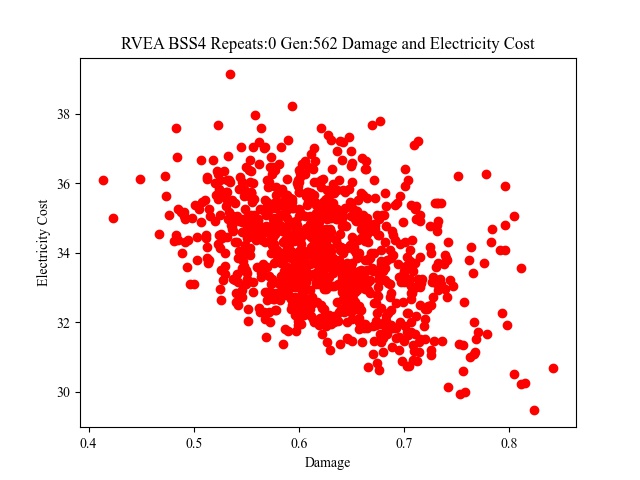 RVEA BSS4 Repeats:0 Gen:562 Damage and Electricity Cost
38
36
34
32
30
Electricity Cost
0.4 0.5 0.6 0.7 0.8
Damage